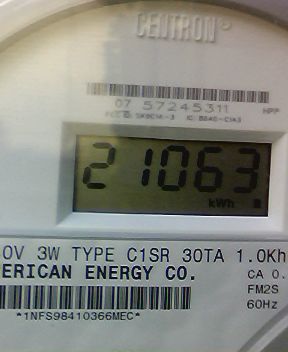 CENTRON®
07 57245311 HPP
21063
kWh
0V 3W TYPE C1SR 30TA 1.0Kh
ERICAN ENERGY CO.
CA 0.
FM2S
60Hz
*1NFS98410366MEC*